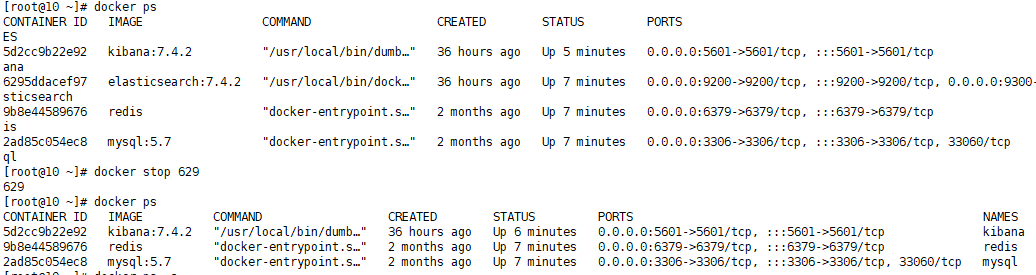 [root@10 ~]# docker ps
CONTAINER ID   IMAGE                 COMMAND                  CREATED        STATUS         PORTS
ES
5d2cc9b22e92   kibana:7.4.2          "/usr/local/bin/dumb…"   36 hours ago   Up 5 minutes   0.0.0.0:5601->5601/tcp, :::5601->5601/tcp
ana
6295ddacef97   elasticsearch:7.4.2   "/usr/local/bin/dock…"   36 hours ago   Up 7 minutes   0.0.0.0:9200->9200/tcp, :::9200->9200/tcp, 0.0.0.0:9300-
sticsearch
9b8e44589676   redis                 "docker-entrypoint.s…"   2 months ago   Up 7 minutes   0.0.0.0:6379->6379/tcp, :::6379->6379/tcp
is
2ad85c054ec8   mysql:5.7             "docker-entrypoint.s…"   2 months ago   Up 7 minutes   0.0.0.0:3306->3306/tcp, :::3306->3306/tcp, 33060/tcp
ql
[root@10 ~]# docker stop 629
629
[root@10 ~]# docker ps
CONTAINER ID   IMAGE          COMMAND                  CREATED        STATUS         PORTS                                                  NAMES
5d2cc9b22e92   kibana:7.4.2   "/usr/local/bin/dumb…"   36 hours ago   Up 6 minutes   0.0.0.0:5601->5601/tcp, :::5601->5601/tcp              kibana
9b8e44589676   redis          "docker-entrypoint.s…"   2 months ago   Up 7 minutes   0.0.0.0:6379->6379/tcp, :::6379->6379/tcp              redis
2ad85c054ec8   mysql:5.7      "docker-entrypoint.s…"   2 months ago   Up 7 minutes   0.0.0.0:3306->3306/tcp, :::3306->3306/tcp, 33060/tcp   mysql